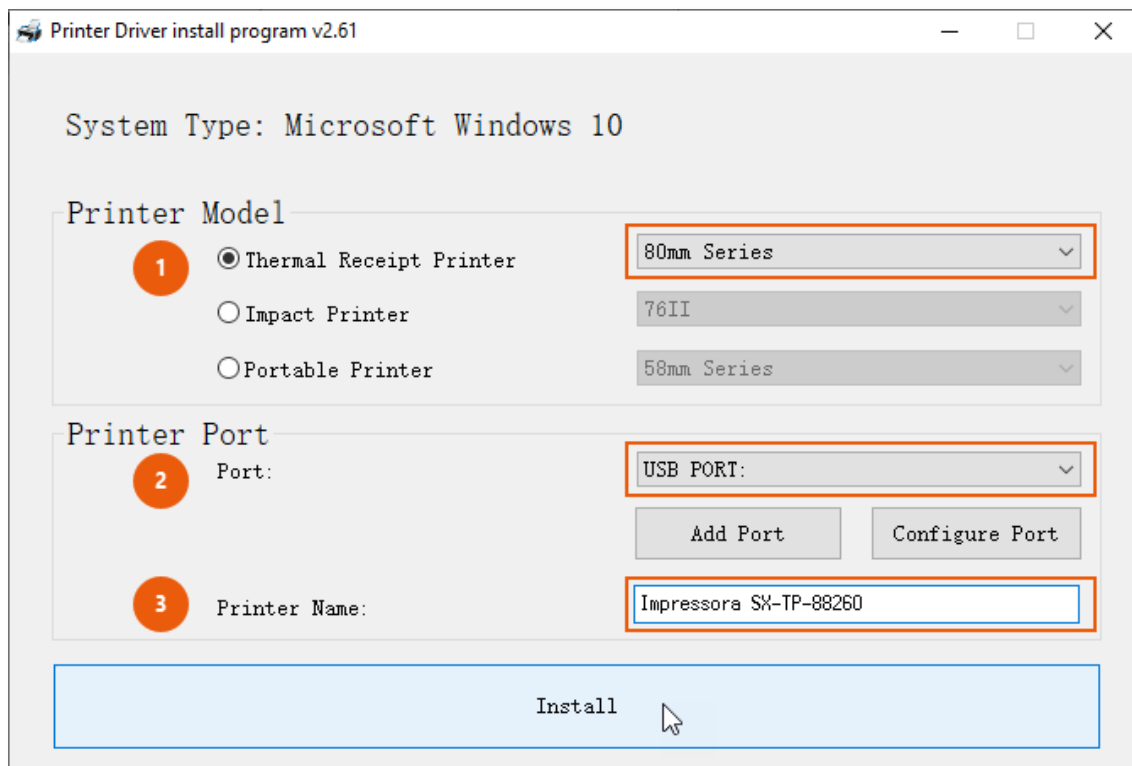 Printer Driver install program v2.61
System Type: Microsoft Windows 10
Printer Model
1
Thermal Receipt Printer
80mm Series
Impact Printer
76II
Portable Printer
58mm Series
Printer Port
2
Port:
USB PORT:
Add Port
Configure Port
3
Printer Name:
Impressora SX-TP-88260
Install